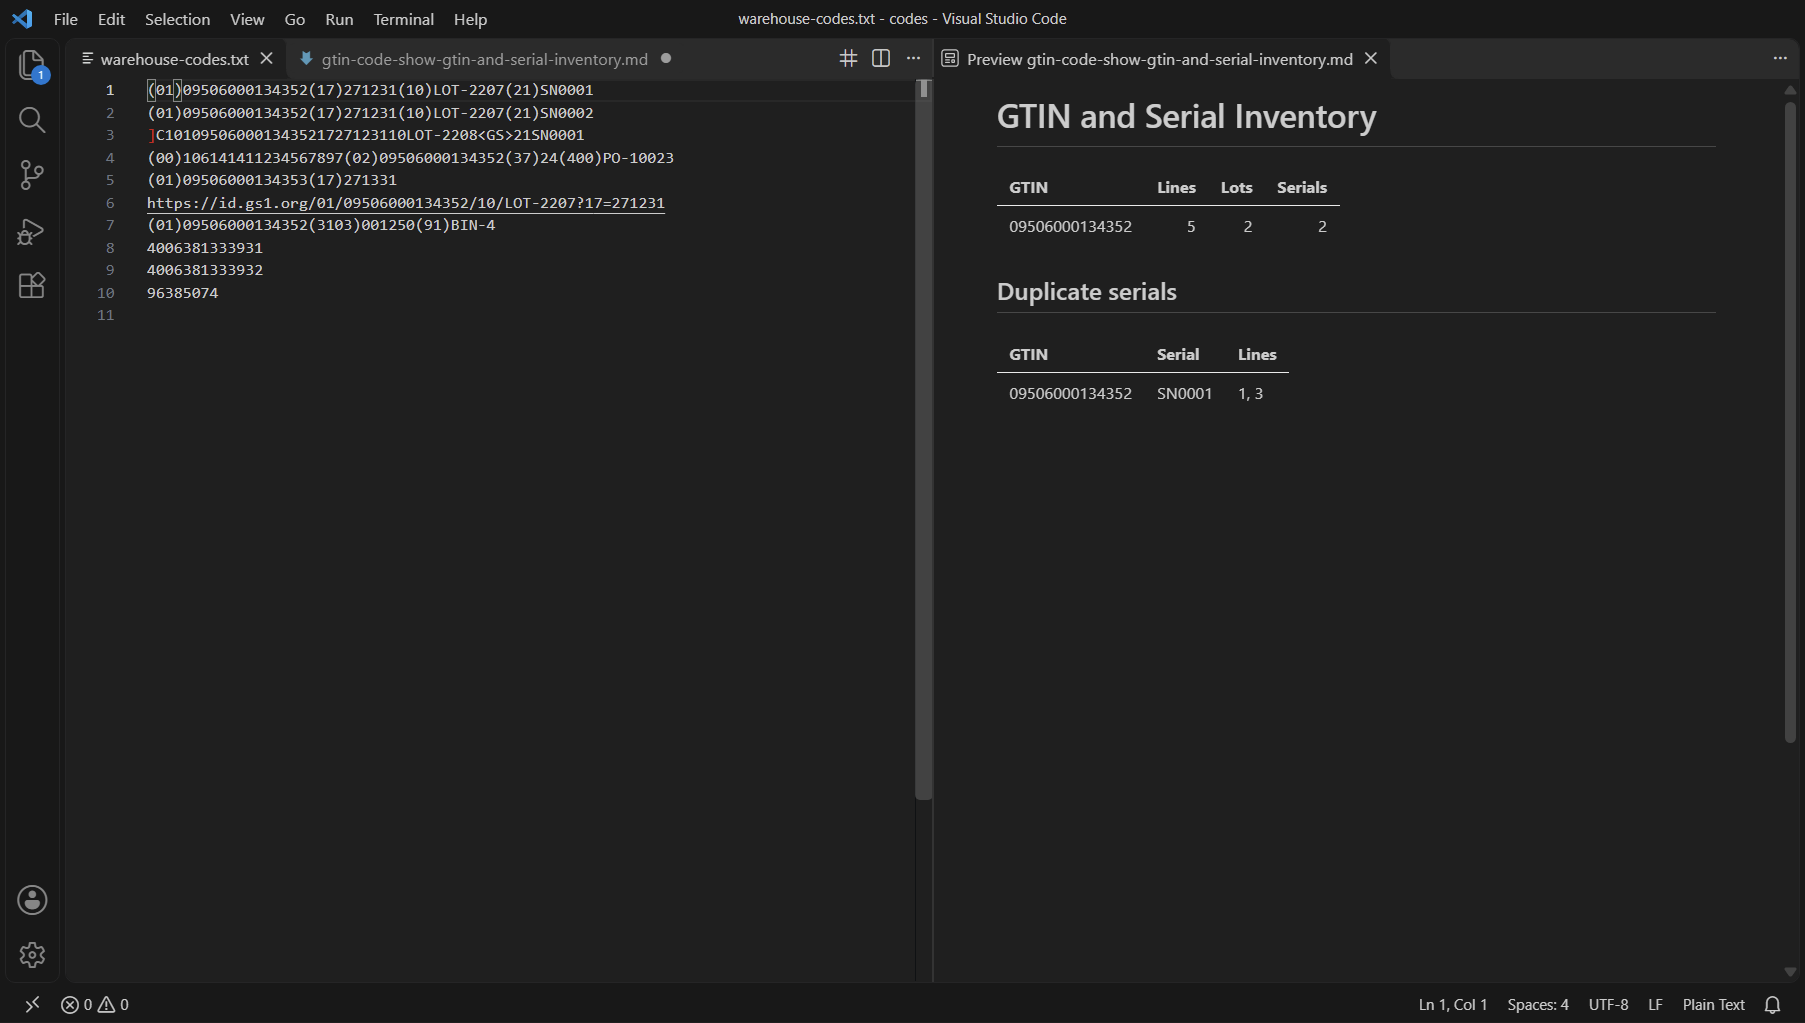 File Edit Selection View Go Run Terminal Help
warehouse-codes.txt - codes - Visual Studio Code
1
warehouse-codes.txt
gtin-code-show-gtin-and-serial-inventory.md
Preview gtin-code-show-gtin-and-serial-inventory.md
1 (01)09506000134352(17)271231(10)LOT-2207(21)SN0001
2 (01)09506000134352(17)271231(10)LOT-2207(21)SN0002
3 ]C101095060001343521727123110LOT-2208<GS>21SN0001
4 (00)106141411234567897(02)09506000134352(37)24(400)PO-10023
5 (01)09506000134353(17)271331
6 https://id.gs1.org/01/09506000134352/10/LOT-2207?17=271231
7 (01)09506000134352(3103)001250(91)BIN-4
8 4006381333931
9 4006381333932
10 96385074
11
GTIN and Serial Inventory
GTIN Lines Lots Serials
09506000134352 5 2 2
Duplicate serials
GTIN Serial Lines
09506000134352 SN0001 1, 3
0 0
Ln 1, Col 1 Spaces: 4 UTF-8 LF Plain Text